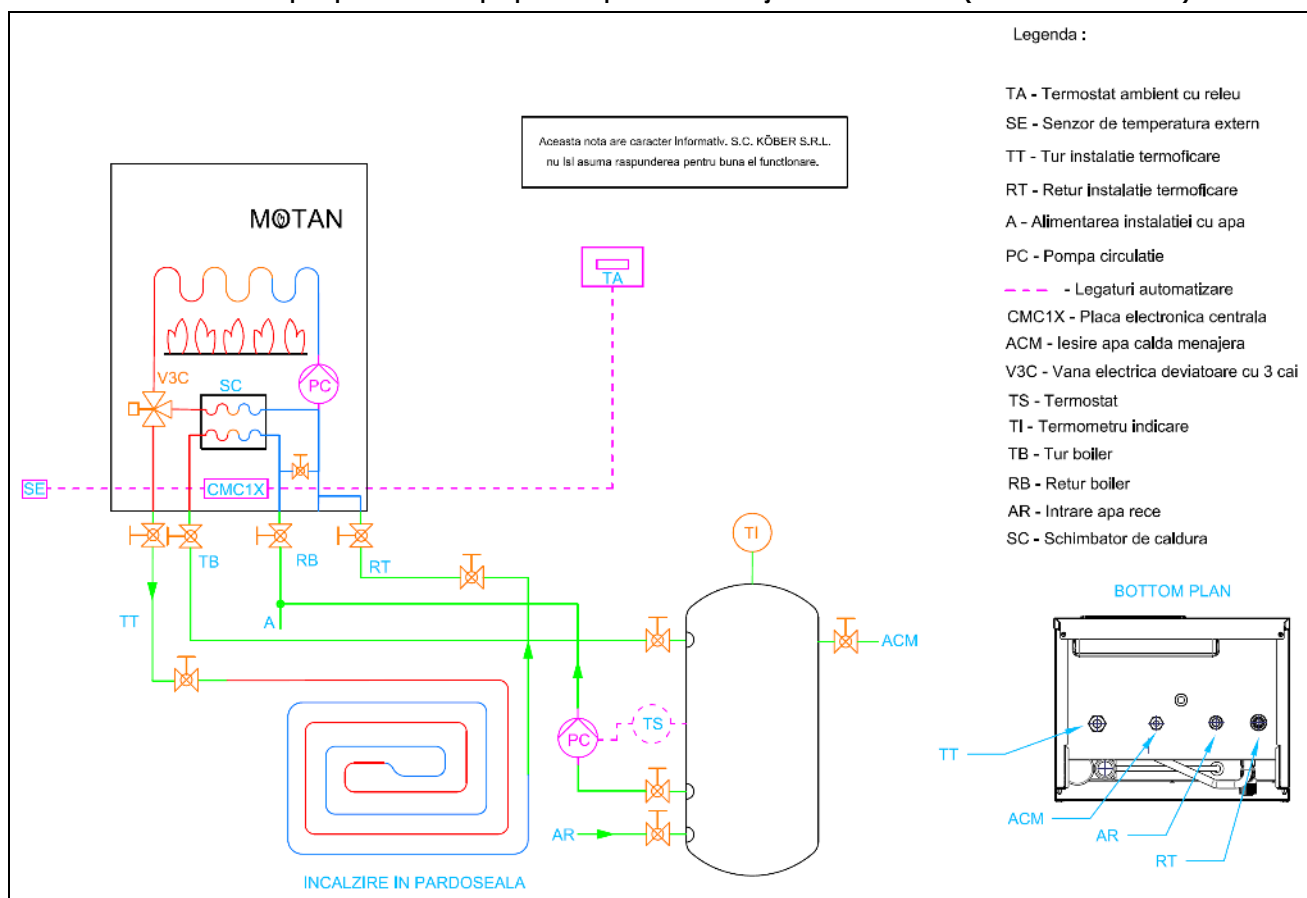 Legenda :
TA - Termostat ambient cu releu
SE - Senzor de temperatura extern
TT - Tur instalatie termoficare
RT - Retur instalatie termoficare
A - Alimentarea instalatiei cu apa
PC - Pompa circulatie
- Legaturi automatizare
CMC1X - Placa electronica centrala
ACM - Iesire apa calda menajera
V3C - Vana electrica deviatoare cu 3 cai
TS - Termostat
TI - Termometru indicare
TB - Tur boiler
RB - Retur boiler
AR - Intrare apa rece
SC - Schimbator de caldura
Aceasta nota are caracter informativ. S.C. KÖBER S.R.L.
nu isi asuma raspunderea pentru buna ei functionare.
MOTAN
TA
V3C
SC
PC
SE
CMC1X
TB
RB
RT
TI
TT
A
ACM
PC
TS
AR
INCALZIRE IN PARDOSEALA
BOTTOM PLAN
TT
ACM
AR
RT